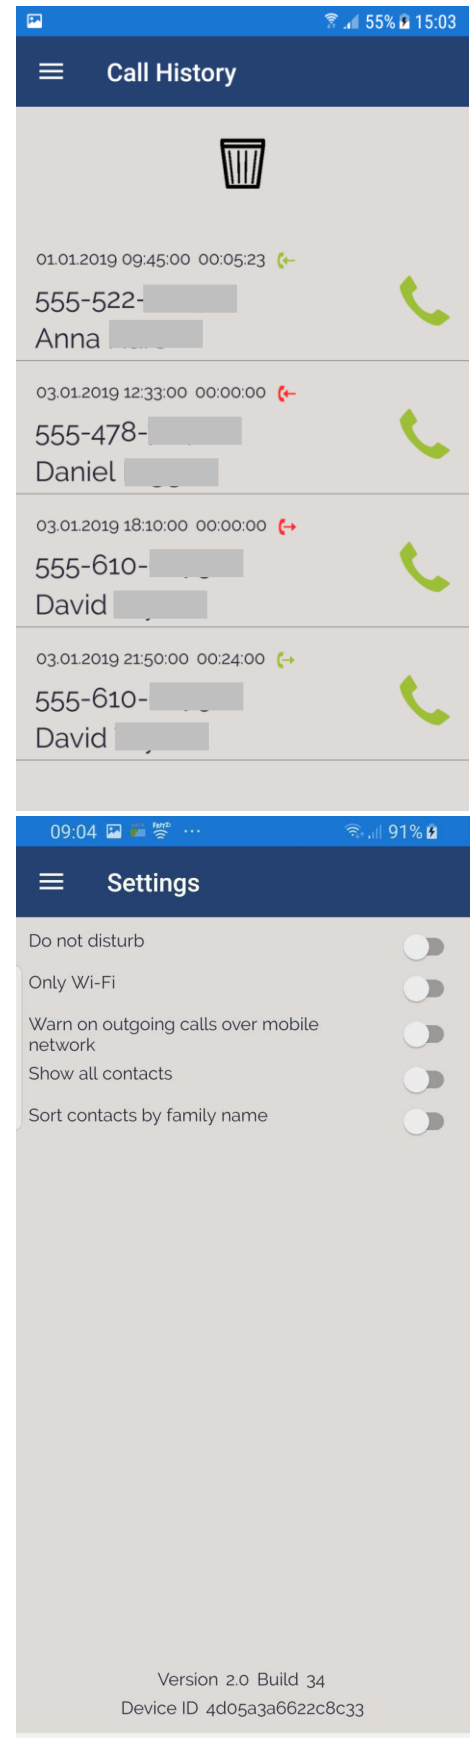 55% 15:03
Call History
01.01.2019 09:45:00 00:05:23
555-522-
Anna
03.01.2019 12:33:00 00:00:00
555-478-
Daniel
03.01.2019 18:10:00 00:00:00
555-610-
David
03.01.2019 21:50:00 00:24:00
555-610-
David
09:04 ... 91%
Settings
Do not disturb
Only Wi-Fi
Warn on outgoing calls over mobile
network
Show all contacts
Sort contacts by family name
Version 2.0 Build 34
Device ID 4d05a3a6622c8c33